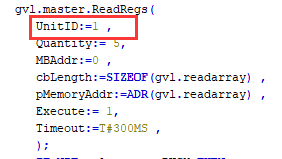 gvl.master.ReadRegs(
UnitID:=1 ,
Quantity:= 5,
MBAddr:=0 ,
cbLength:=SIZEOF(gvl.readarray) ,
pMemoryAddr:=ADR(gvl.readarray) ,
Execute:= 1,
Timeout:=T#300MS ,
);